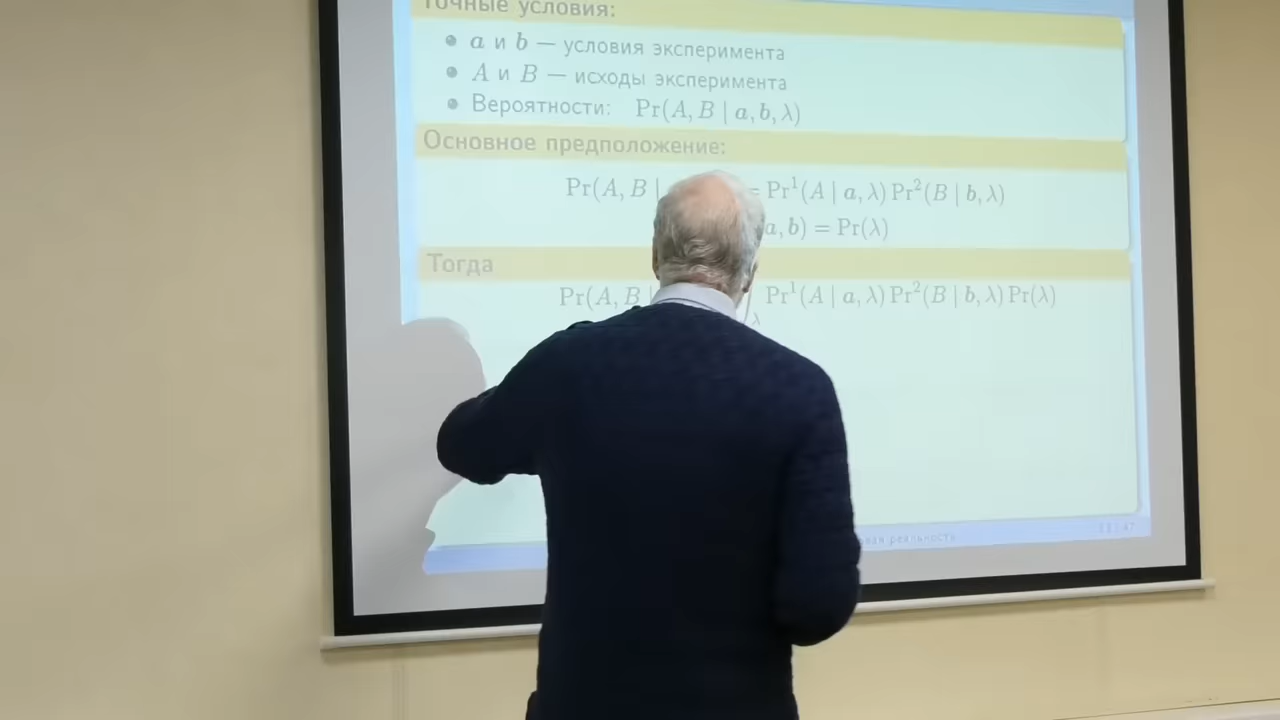 Точные условия:
a и b — условия эксперимента
A и B — исходы эксперимента
Вероятности: Pr(A, B | a, b, λ)
Основное предположение:
Pr(A, B | = Pr¹(A | a, λ) Pr²(B | b, λ)
a, b) = Pr(λ)
Тогда
Pr(A, B | Pr¹(A | a, λ) Pr²(B | b, λ) Pr(λ)
λ
реальность